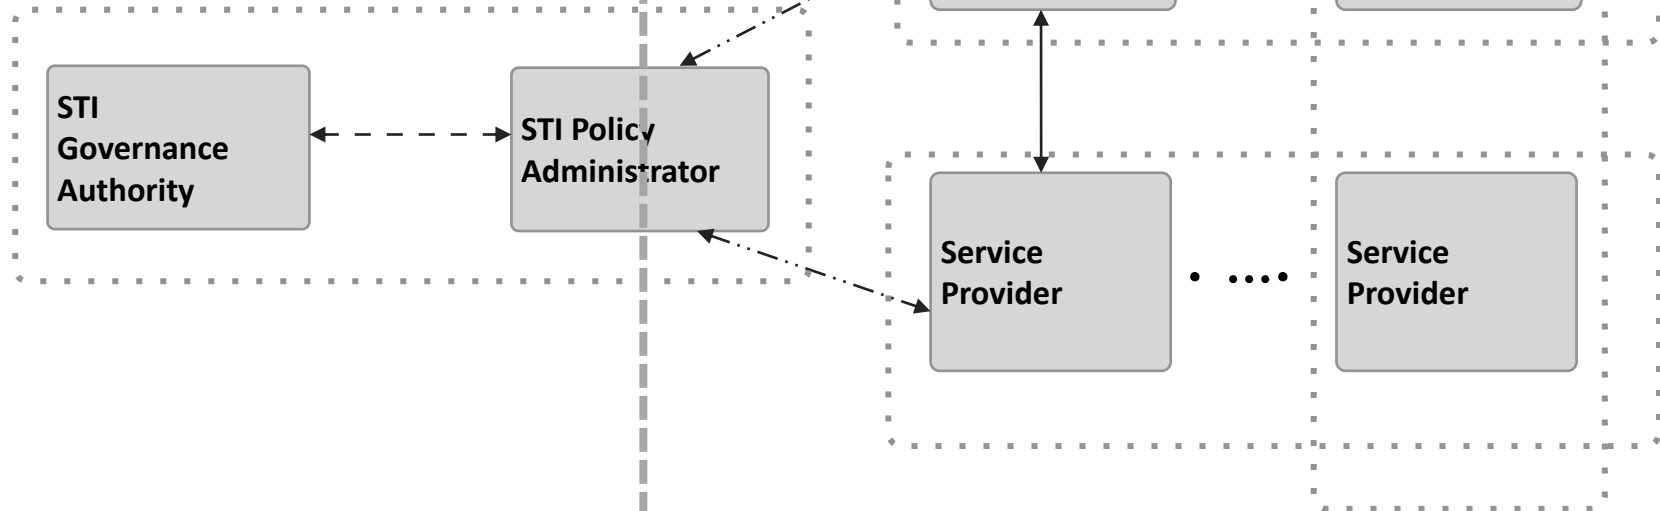 STI
Governance
Authority
STI Policy
Administrator
Service
Provider
Service
Provider